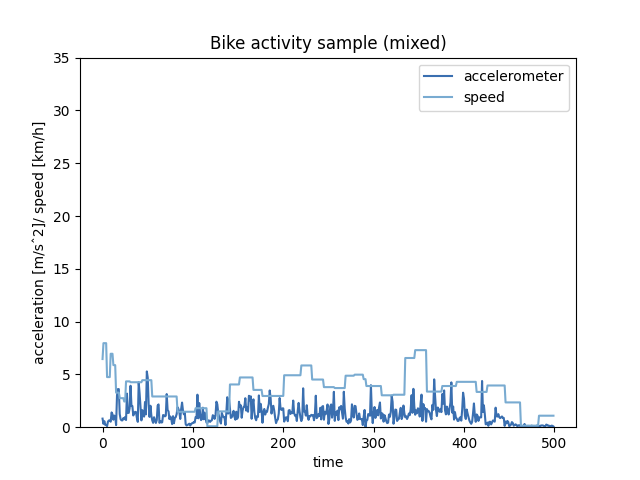 Bike activity sample (mixed)
accelerometer
speed
acceleration [m/sˆ2]/ speed [km/h]
35
30
25
20
15
10
5
0
0 100 200 300 400 500
time